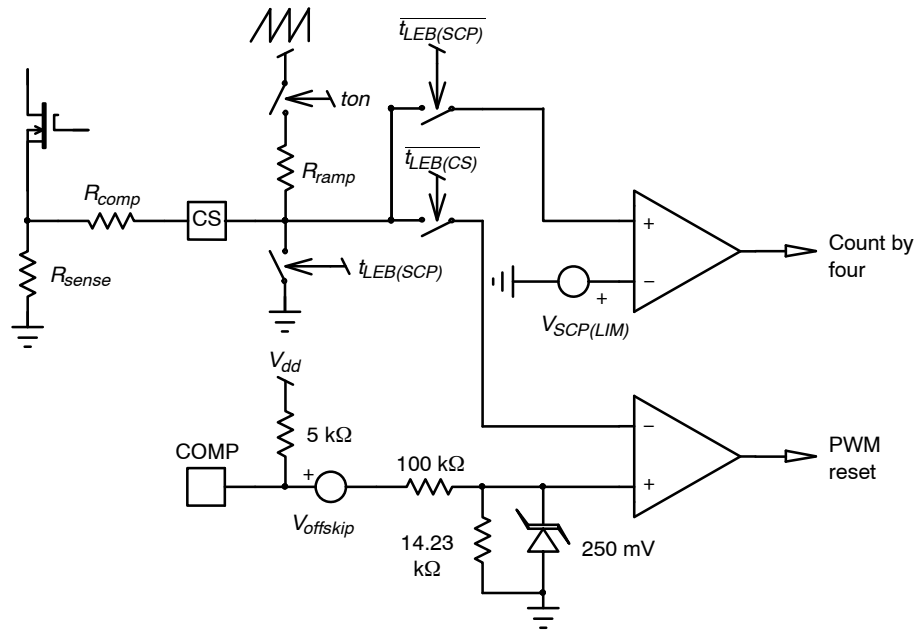 t_LEB(SCP)
ton
R_ramp
t_LEB(CS)
R_comp
CS
R_sense
t_LEB(SCP)
+
−
Count by
four
+
V_SCP(LIM)
V_dd
5 kΩ
COMP
+
V_offskip
100 kΩ
−
+
PWM
reset
14.23
kΩ
250 mV